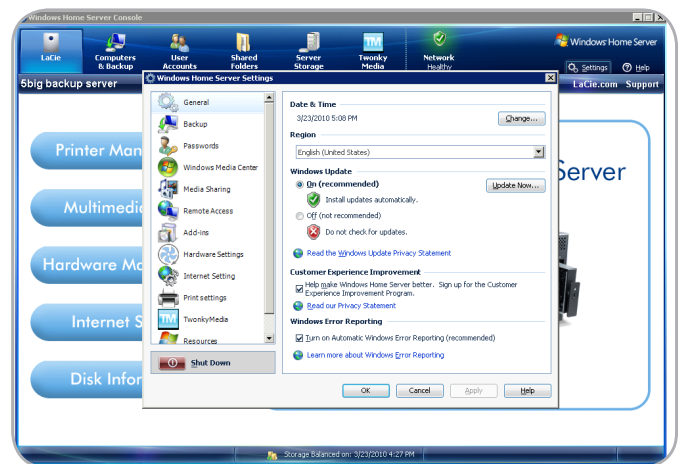 Windows Home Server Console
LaCie
Computers
& Backup
User
Accounts
Shared
Folders
Server
Storage
TWM
Twonky
Media
Network
Healthy
Windows Home Server
Settings
Help
5big backup server
LaCie.com Support
Windows Home Server Settings
General
Backup
Passwords
Windows Media Center
Media Sharing
Remote Access
Add-ins
Hardware Settings
Internet Setting
Print settings
TM
TwonkyMedia
Resources
Shut Down
Date & Time
3/23/2010 5:08 PM
Change...
Region
English (United States)
Windows Update
On (recommended)
Update Now...
Install updates automatically.
Off (not recommended)
Do not check for updates.
Read the Windows Update Privacy Statement
Customer Experience Improvement
Help make Windows Home Server better. Sign up for the Customer
Experience Improvement Program.
Read our Privacy Statement
Windows Error Reporting
Turn on Automatic Windows Error Reporting (recommended)
Learn more about Windows Error Reporting
OK
Cancel
Apply
Help
Printer Man
Multimedi
Hardware Ma
Internet S
Disk Infor
Server
Storage Balanced on: 3/23/2010 4:27 PM